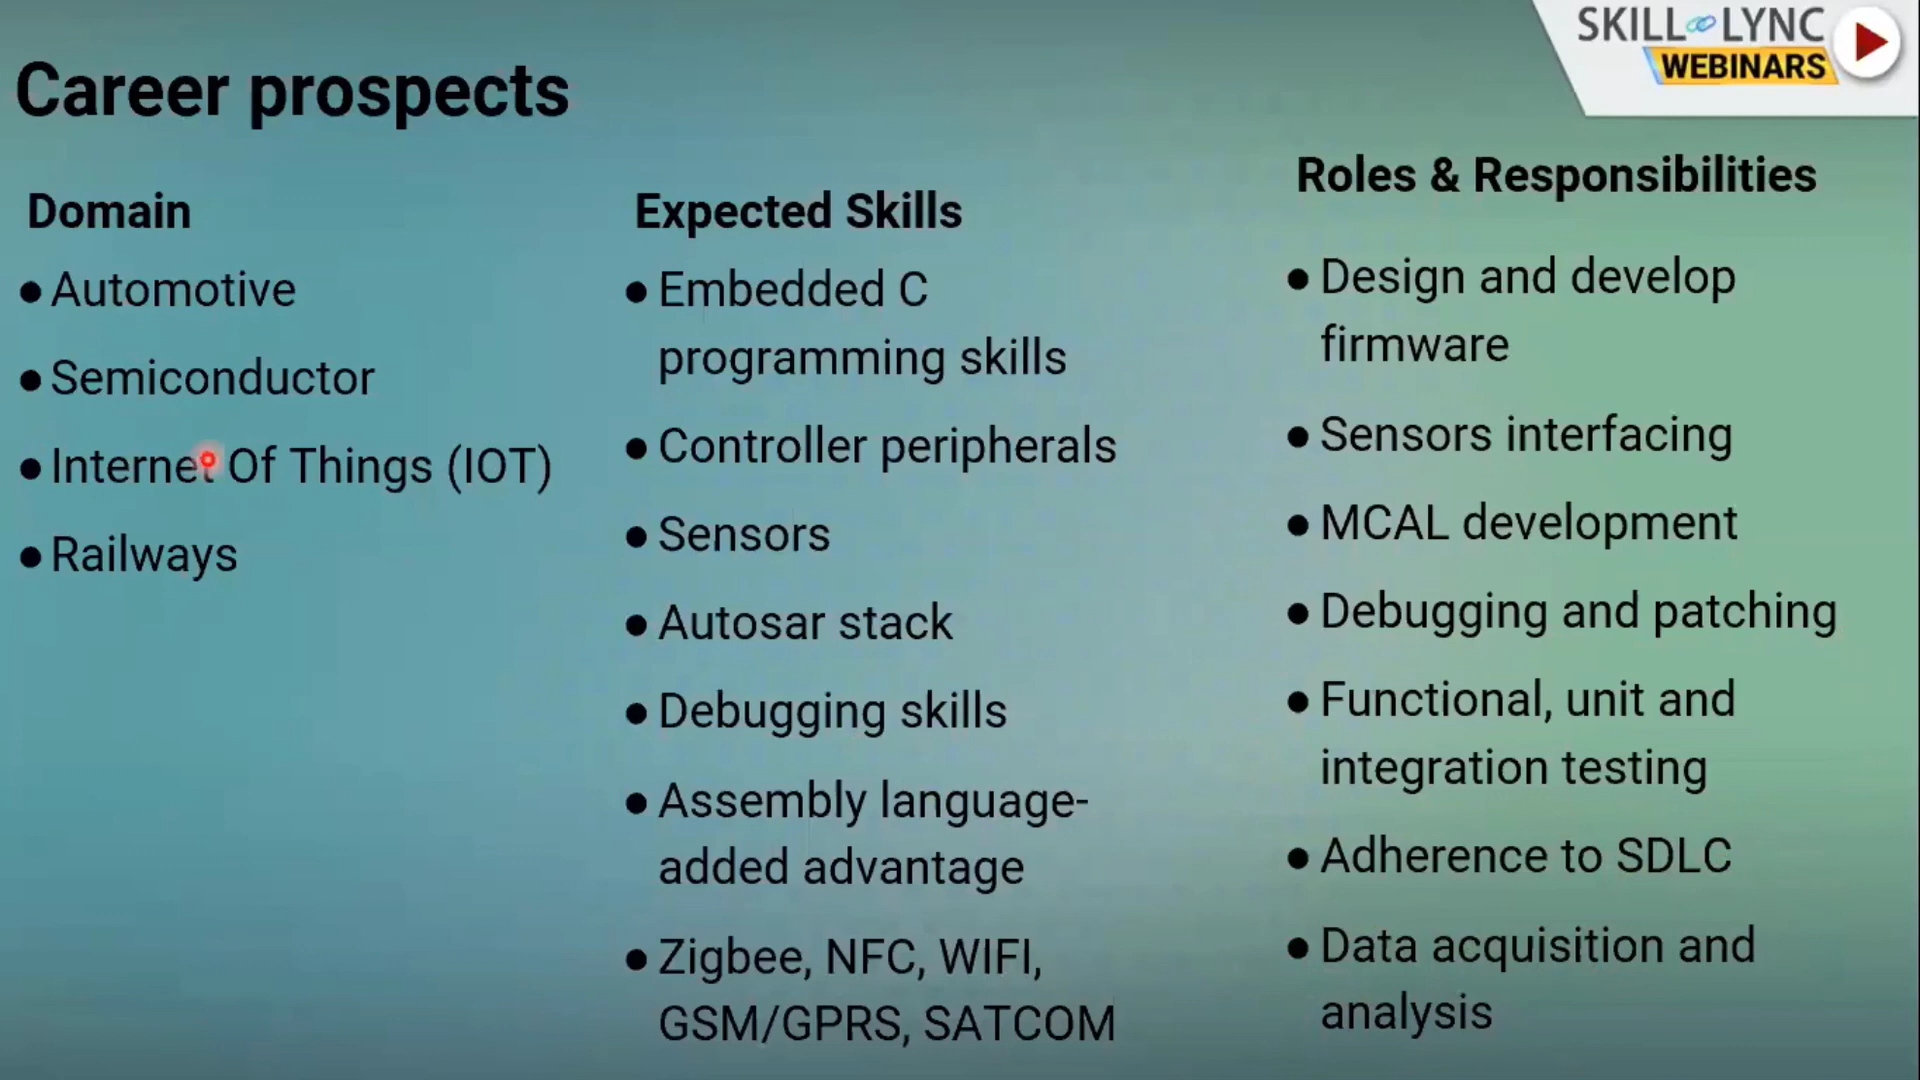 SKILL LYNC
WEBINARS
Career prospects
Domain
● Automotive
● Semiconductor
● Internet Of Things (IOT)
● Railways
Expected Skills
● Embedded C
programming skills
● Controller peripherals
● Sensors
● Autosar stack
● Debugging skills
● Assembly language-
added advantage
● Zigbee, NFC, WIFI,
GSM/GPRS, SATCOM
Roles & Responsibilities
● Design and develop
firmware
● Sensors interfacing
● MCAL development
● Debugging and patching
● Functional, unit and
integration testing
● Adherence to SDLC
● Data acquisition and
analysis